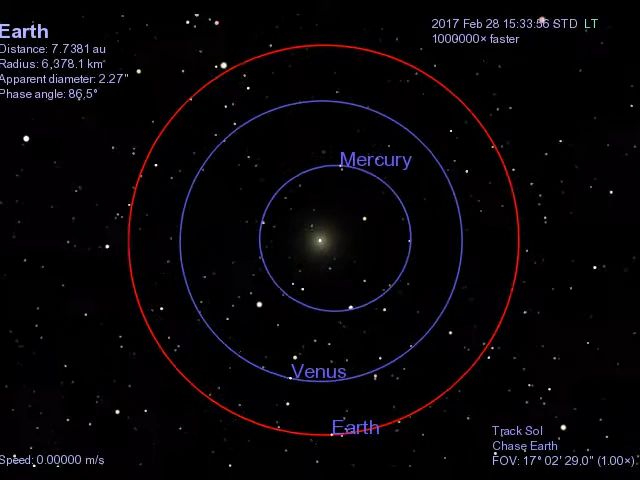 Earth
Distance: 7.7381 au
Radius: 6,378.1 km
Apparent diameter: 2.27"
Phase angle: 86.5°
2017 Feb 28 15:33:56 STD LT
1000000× faster
Mercury
Venus
Earth
Speed: 0.00000 m/s
Track Sol
Chase Earth
FOV: 17° 02' 29.0" (1.00×)